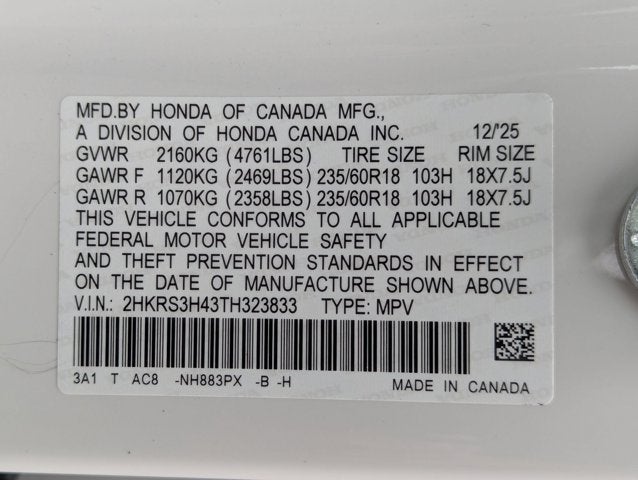 MFD.BY HONDA OF CANADA MFG.,
A DIVISION OF HONDA CANADA INC. 12/'25
GVWR 2160KG (4761LBS) TIRE SIZE RIM SIZE
GAWR F 1120KG (2469LBS) 235/60R18 103H 18X7.5J
GAWR R 1070KG (2358LBS) 235/60R18 103H 18X7.5J
THIS VEHICLE CONFORMS TO ALL APPLICABLE
FEDERAL MOTOR VEHICLE SAFETY
AND THEFT PREVENTION STANDARDS IN EFFECT
ON THE DATE OF MANUFACTURE SHOWN ABOVE.
V.I.N.: 2HKRS3H43TH323833 TYPE: MPV
3A1 T AC8 -NH883PX -B -H MADE IN CANADA